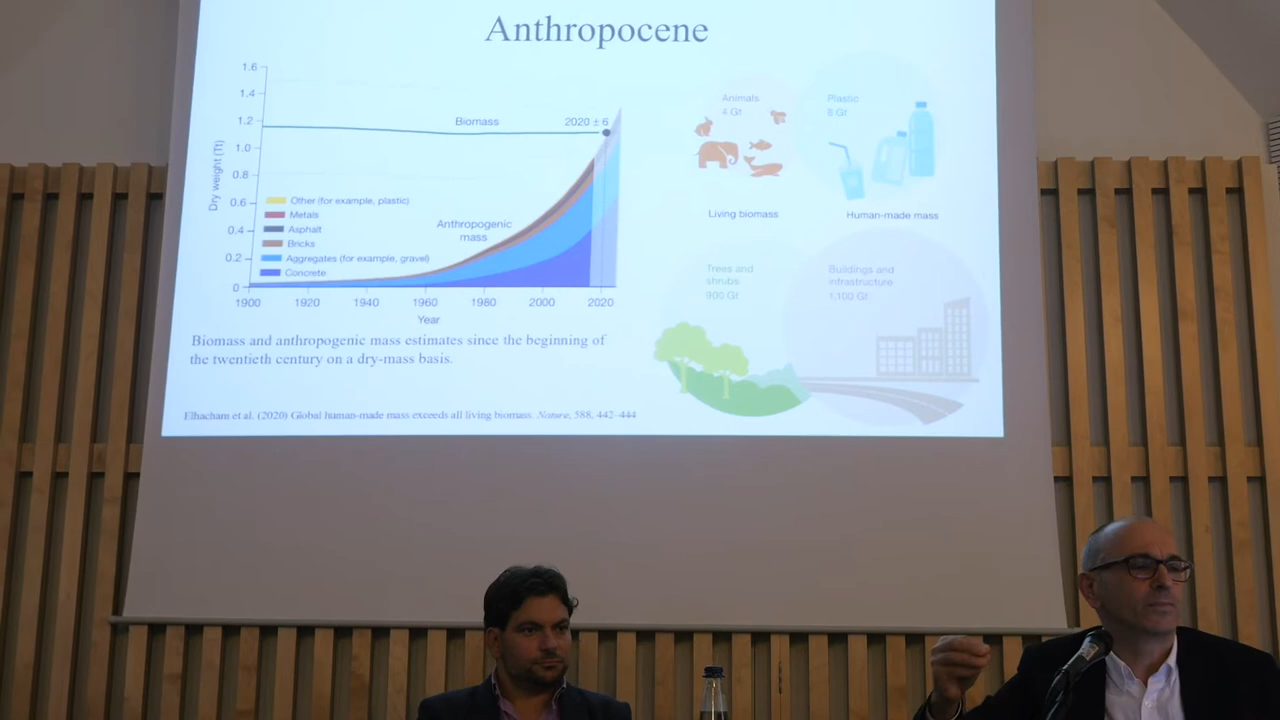 Anthropocene
1.6
1.4
1.2
1.0
0.8
0.6
0.4
0.2
0
Dry weight (Tt)
Biomass
2020 ± 6
Other (for example, plastic)
Metals
Asphalt
Bricks
Aggregates (for example, gravel)
Concrete
Anthropogenic
mass
1900 1920 1940 1960 1980 2000 2020
Year
Biomass and anthropogenic mass estimates since the beginning of
the twentieth century on a dry-mass basis.
Elhacham et al. (2020) Global human-made mass exceeds all living biomass. Nature, 588, 442–444
Animals
4 Gt
Plastic
8 Gt
Living biomass
Human-made mass
Trees and
shrubs
900 Gt
Buildings and
infrastructure
1,100 Gt